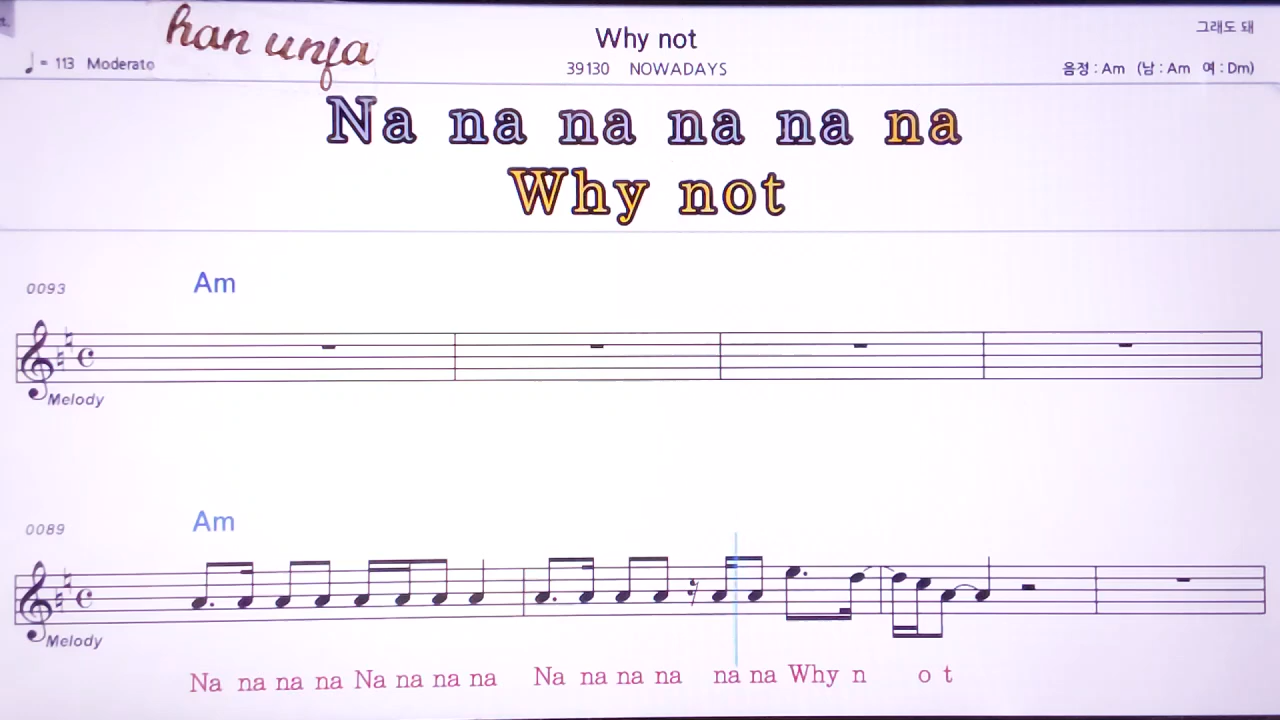 han unfa
Why not
그래도 돼
♩ = 113 Moderato
39130 NOWADAYS
음정 : Am (남 : Am 여 : Dm)
Na na na na na na
Why not
0093
Am
Melody
0089
Am
Melody
Na na na na Na na na na Na na na na na na Why n o t